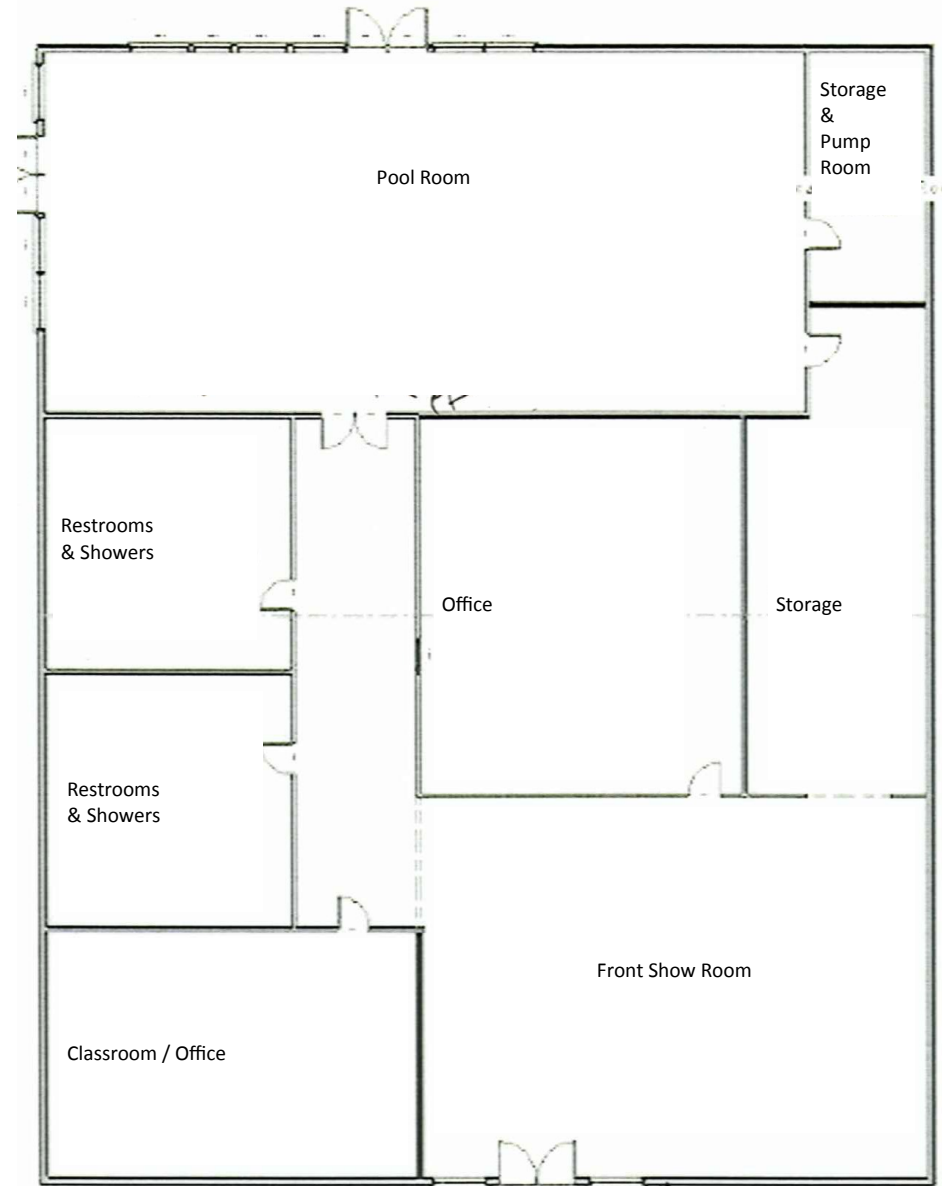 Storage
&
Pump
Room
Pool Room
Restrooms
& Showers
Office
Storage
Restrooms
& Showers
Front Show Room
Classroom / Office